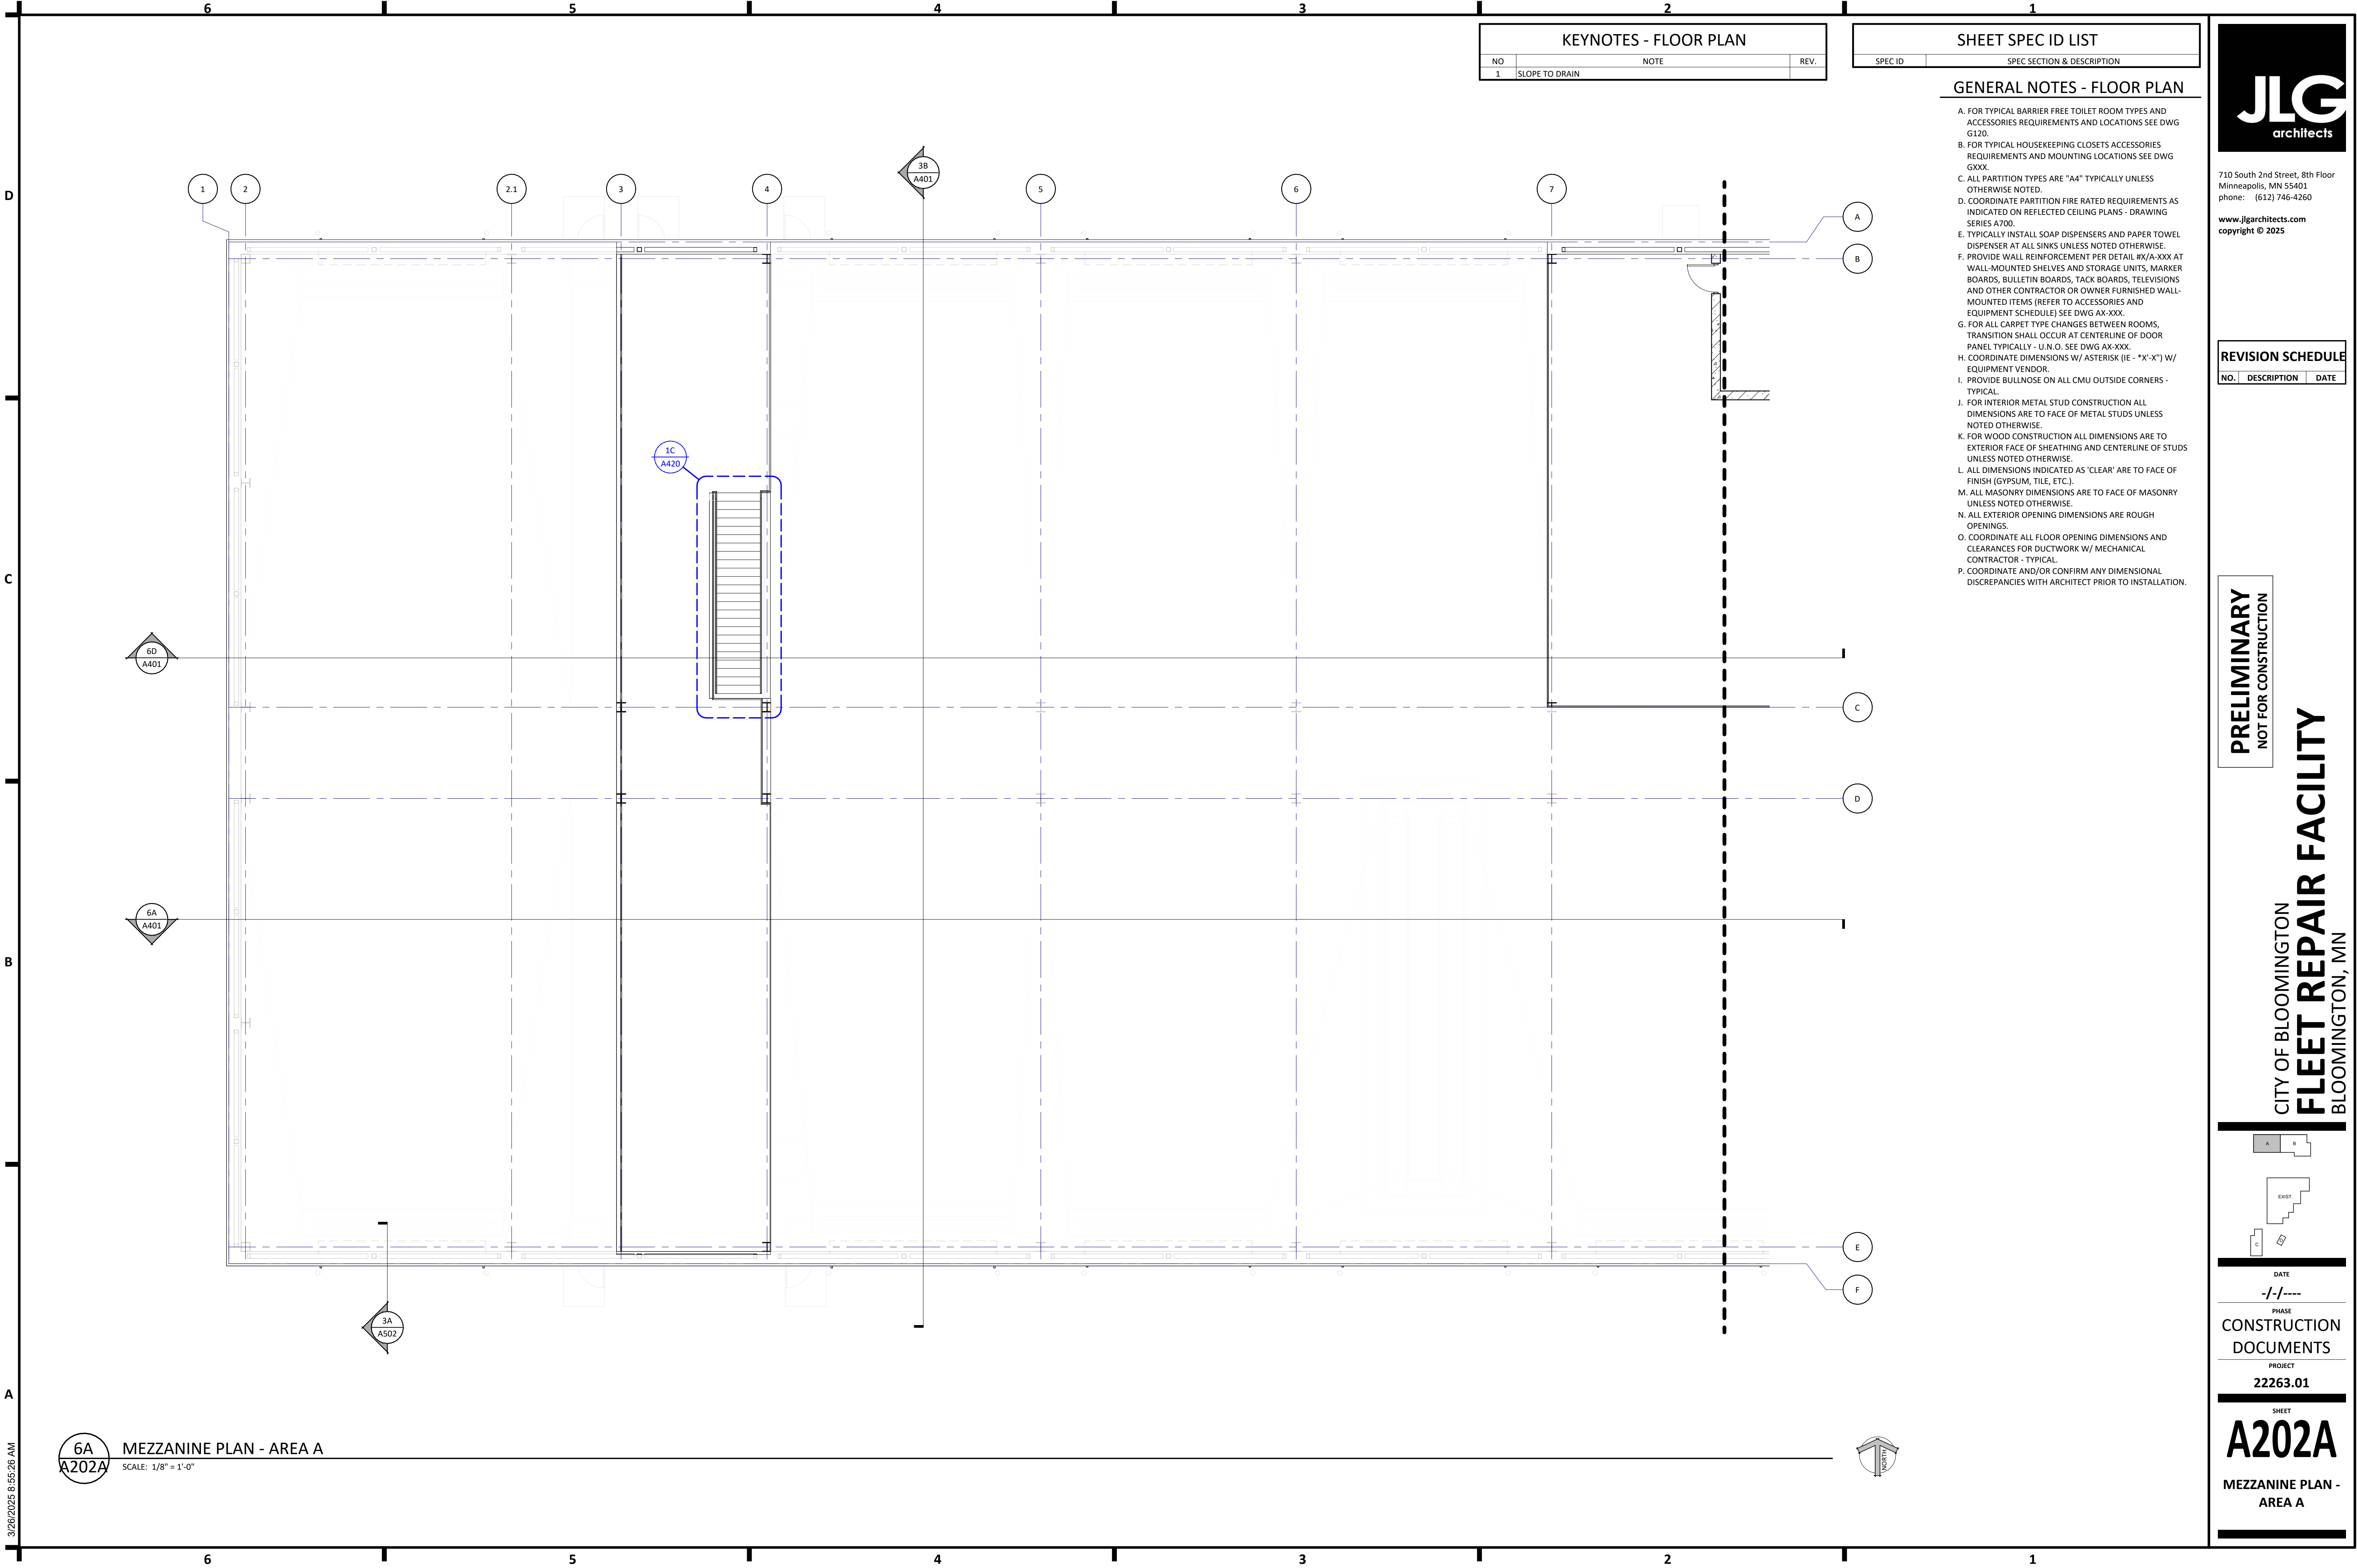 6 5 4 3 2 1
KEYNOTES - FLOOR PLAN
NO NOTE REV.
1 SLOPE TO DRAIN
SHEET SPEC ID LIST
SPEC ID SPEC SECTION & DESCRIPTION
GENERAL NOTES - FLOOR PLAN
A. FOR TYPICAL BARRIER FREE TOILET ROOM TYPES AND
ACCESSORIES REQUIREMENTS AND LOCATIONS SEE DWG
G120.
B. FOR TYPICAL HOUSEKEEPING CLOSETS ACCESSORIES
REQUIREMENTS AND MOUNTING LOCATIONS SEE DWG
GXXX.
C. ALL PARTITION TYPES ARE "A4" TYPICALLY UNLESS
OTHERWISE NOTED.
D. COORDINATE PARTITION FIRE RATED REQUIREMENTS AS
INDICATED ON REFLECTED CEILING PLANS - DRAWING
SERIES A700.
E. TYPICALLY INSTALL SOAP DISPENSERS AND PAPER TOWEL
DISPENSER AT ALL SINKS UNLESS NOTED OTHERWISE.
F. PROVIDE WALL REINFORCEMENT PER DETAIL #X/A-XXX AT
WALL-MOUNTED SHELVES AND STORAGE UNITS, MARKER
BOARDS, BULLETIN BOARDS, TACK BOARDS, TELEVISIONS
AND OTHER CONTRACTOR OR OWNER FURNISHED WALL-
MOUNTED ITEMS (REFER TO ACCESSORIES AND
EQUIPMENT SCHEDULE) SEE DWG AX-XXX.
G. FOR ALL CARPET TYPE CHANGES BETWEEN ROOMS,
TRANSITION SHALL OCCUR AT CENTERLINE OF DOOR
PANEL TYPICALLY - U.N.O. SEE DWG AX-XXX.
H. COORDINATE DIMENSIONS W/ ASTERISK (IE - *X'-X") W/
EQUIPMENT VENDOR.
I. PROVIDE BULLNOSE ON ALL CMU OUTSIDE CORNERS -
TYPICAL.
J. FOR INTERIOR METAL STUD CONSTRUCTION ALL
DIMENSIONS ARE TO FACE OF METAL STUDS UNLESS
NOTED OTHERWISE.
K. FOR WOOD CONSTRUCTION ALL DIMENSIONS ARE TO
EXTERIOR FACE OF SHEATHING AND CENTERLINE OF STUDS
UNLESS NOTED OTHERWISE.
L. ALL DIMENSIONS INDICATED AS 'CLEAR' ARE TO FACE OF
FINISH (GYPSUM, TILE, ETC.).
M. ALL MASONRY DIMENSIONS ARE TO FACE OF MASONRY
UNLESS NOTED OTHERWISE.
N. ALL EXTERIOR OPENING DIMENSIONS ARE ROUGH
OPENINGS.
O. COORDINATE ALL FLOOR OPENING DIMENSIONS AND
CLEARANCES FOR DUCTWORK W/ MECHANICAL
CONTRACTOR - TYPICAL.
P. COORDINATE AND/OR CONFIRM ANY DIMENSIONAL
DISCREPANCIES WITH ARCHITECT PRIOR TO INSTALLATION.
D
C
B
A
3B
A401
1 2 2.1 3 4 5 6 7
A
B
1C
A420
6D
A401
C
D
6A
A401
E
F
3A
A502
6A
A202A
MEZZANINE PLAN - AREA A
SCALE: 1/8" = 1'-0"
NORTH
3/26/2025 8:55:26 AM
6 5 4 3 2 1
JLG
architects
710 South 2nd Street, 8th Floor
Minneapolis, MN 55401
phone: (612) 746-4260
www.jlgarchitects.com
copyright © 2025
REVISION SCHEDULE
NO. DESCRIPTION DATE
PRELIMINARY
NOT FOR CONSTRUCTION
CITY OF BLOOMINGTON
FLEET REPAIR FACILITY
BLOOMINGTON, MN
A B
EXIST.
C
DATE
-/-/----
PHASE
CONSTRUCTION
DOCUMENTS
PROJECT
22263.01
SHEET
A202A
MEZZANINE PLAN -
AREA A